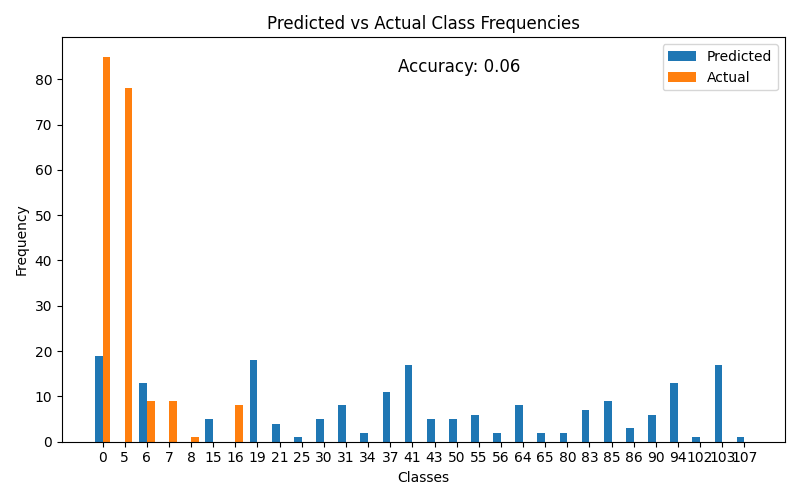 Predicted vs Actual Class Frequencies
Accuracy: 0.06
Predicted
Actual
Frequency
80
70
60
50
40
30
20
10
0
0 5 6 7 8 15 16 19 21 25 30 31 34 37 41 43 50 55 56 64 65 80 83 85 86 90 94 102 103 107
Classes